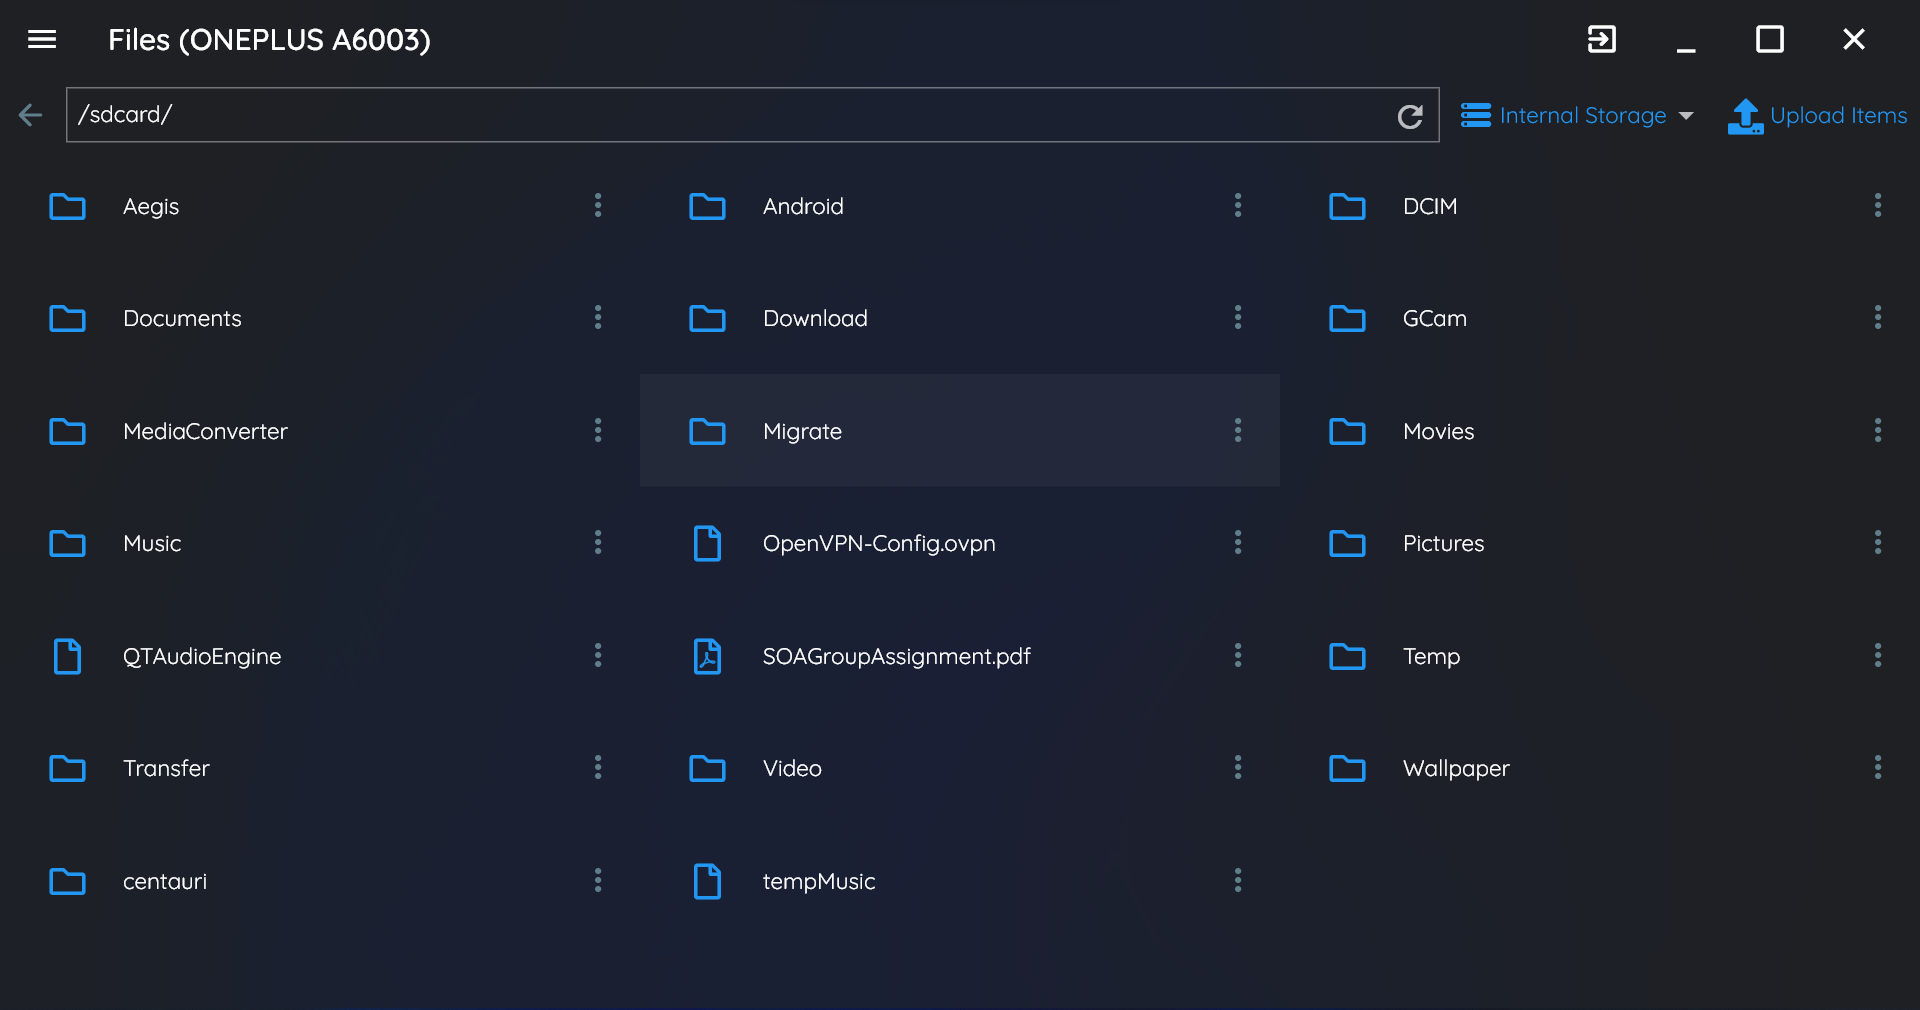 Files (ONEPLUS A6003)
/sdcard/
Internal Storage
Upload Items
Aegis
Android
DCIM
Documents
Download
GCam
MediaConverter
Migrate
Movies
Music
OpenVPN-Config.ovpn
Pictures
QTAudioEngine
SOAGroupAssignment.pdf
Temp
Transfer
Video
Wallpaper
centauri
tempMusic